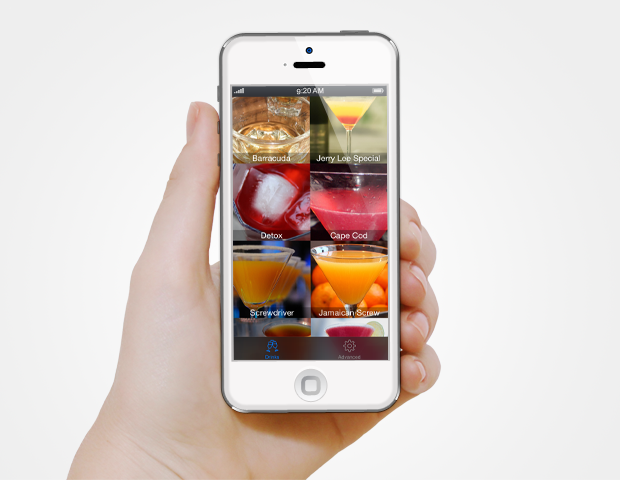 9:20 AM
Barracuda
Jerry Lee Special
Detox
Cape Cod
Screwdriver
Jamaican Screw
Drinks
Advanced